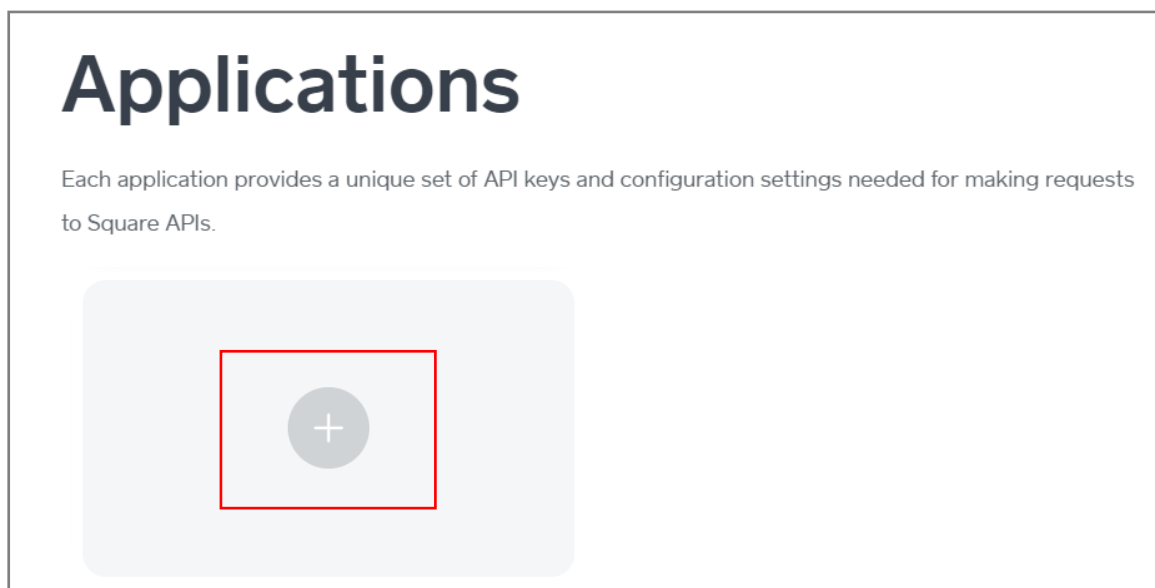 Applications
Each application provides a unique set of API keys and configuration settings needed for making requests
to Square APIs.